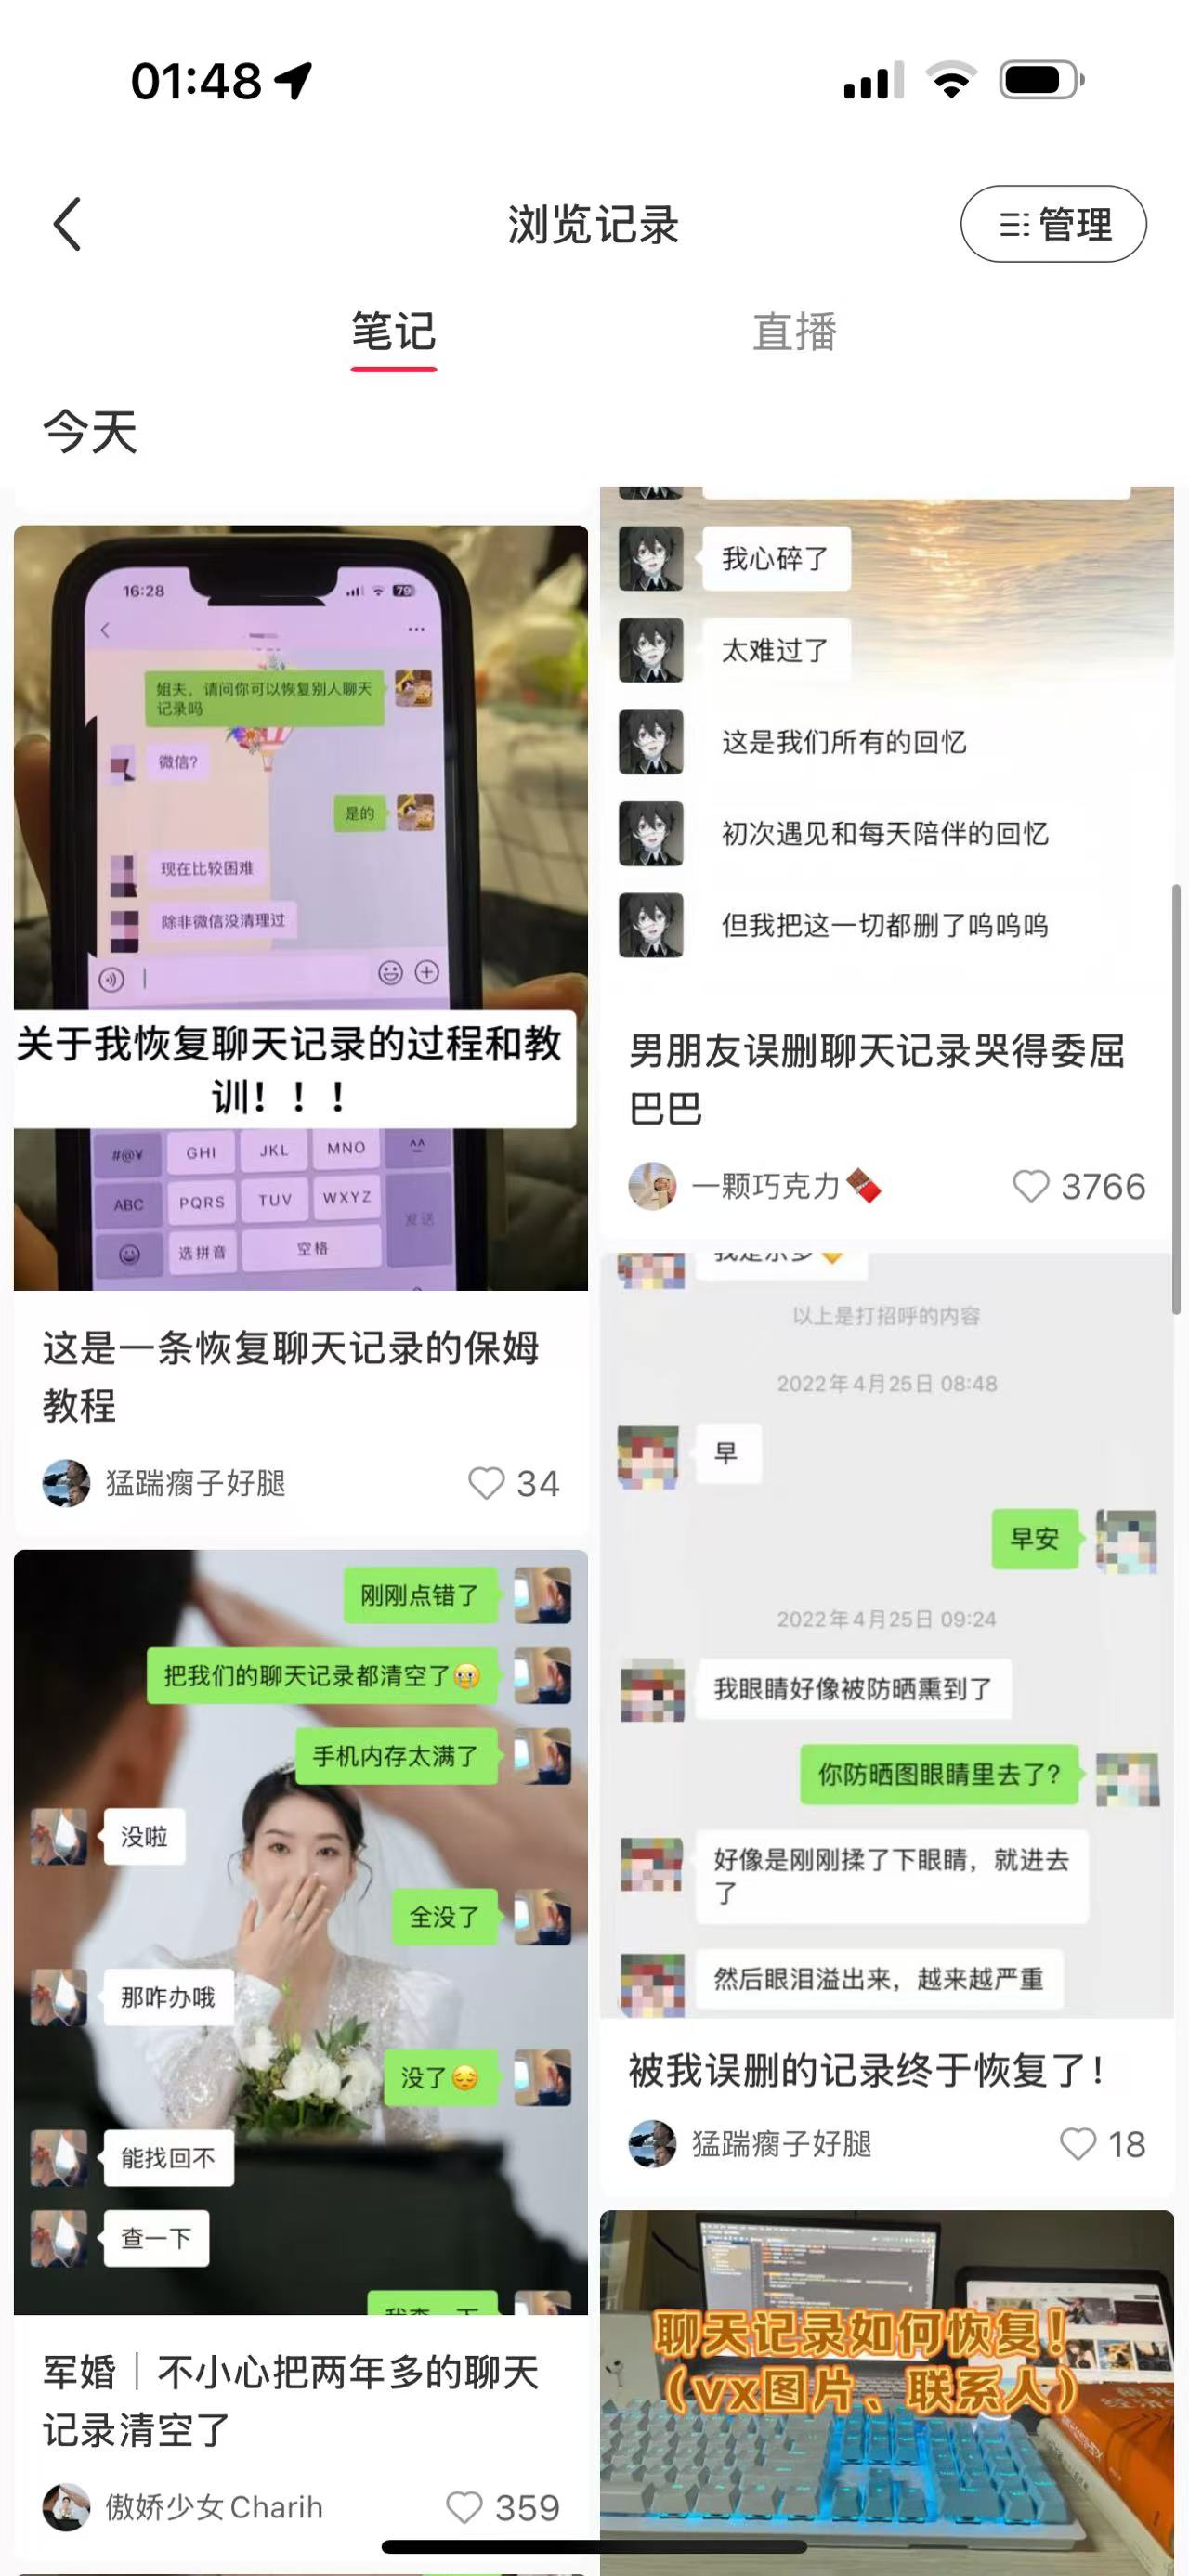 01:48
浏览记录
管理
笔记
直播
今天
16:28
79
姐夫，请问你可以恢复别人聊天
记录吗
微信?
是的
现在比较困难
除非微信没清理过
关于我恢复聊天记录的过程和教
训！！！
#@¥
GHI
JKL
MNO
^^
ABC
PQRS
TUV
WXYZ
发送
选拼音
空格
这是一条恢复聊天记录的保姆
教程
猛踹瘸子好腿
34
刚刚点错了
把我们的聊天记录都清空了
手机内存太满了
没啦
全没了
那咋办哦
没了
能找回不
查一下
军婚｜不小心把两年多的聊天
记录清空了
傲娇少女Charih
359
我心碎了
太难过了
这是我们所有的回忆
初次遇见和每天陪伴的回忆
但我把这一切都删了呜呜呜
男朋友误删聊天记录哭得委屈
巴巴
一颗巧克力
3766
以上是打招呼的内容
2022年4月25日 08:48
早
早安
2022年4月25日 09:24
我眼睛好像被防晒熏到了
你防晒图眼睛里去了?
好像是刚刚揉了下眼睛，就进去
了
然后眼泪溢出来，越来越严重
被我误删的记录终于恢复了！
猛踹瘸子好腿
18
聊天记录如何恢复！
（vx图片、联系人）